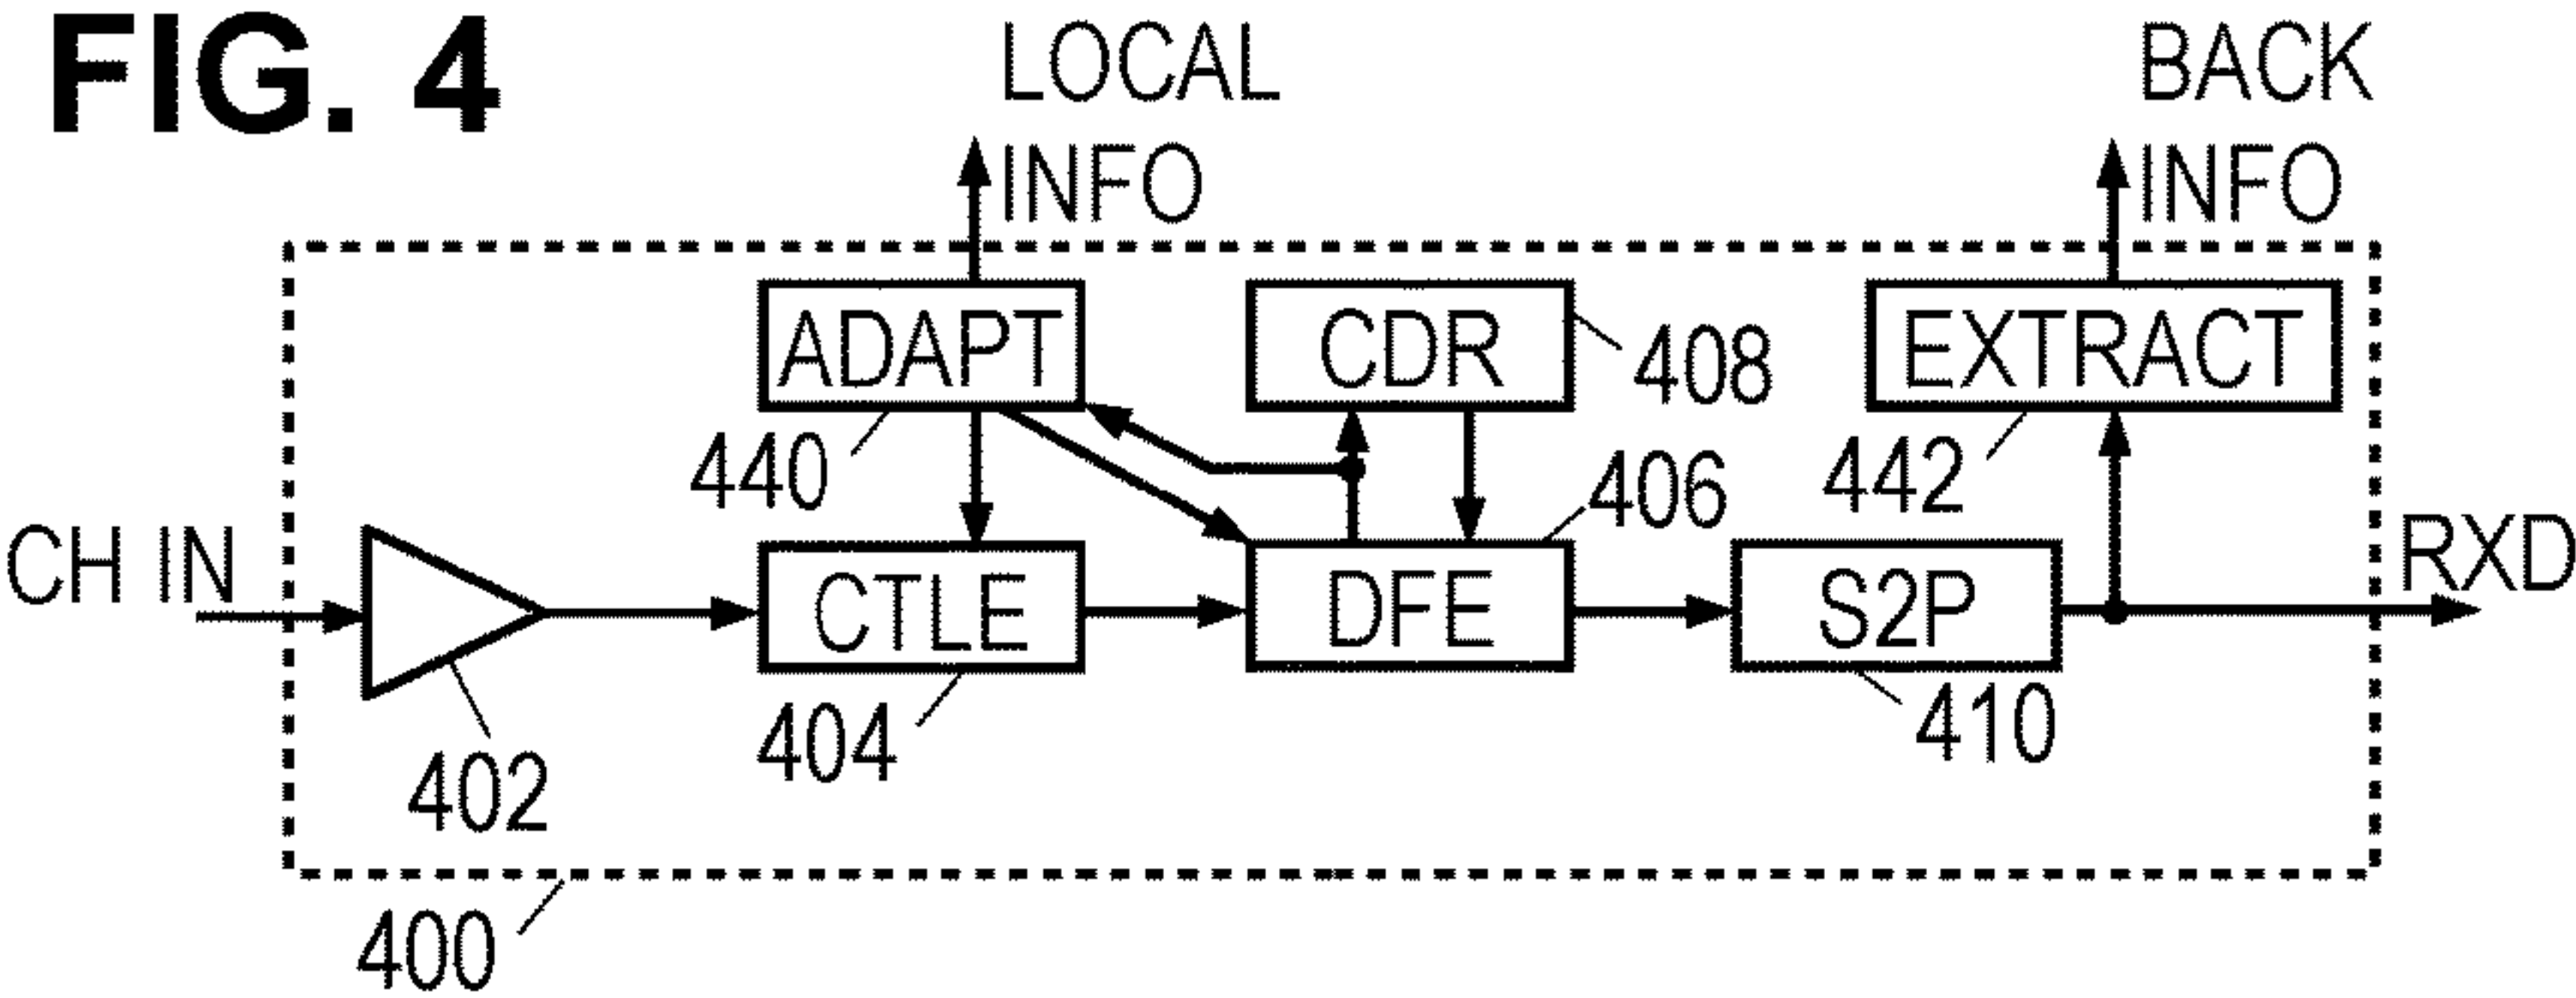 FIG. 4
LOCAL
INFO
BACK
INFO
ADAPT
CDR
408
EXTRACT
440
406
442
CH IN
CTLE
DFE
S2P
RXD
402
404
410
400